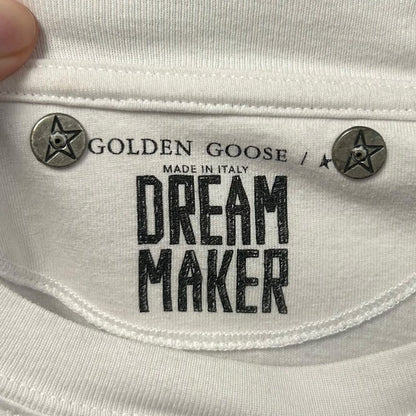 GOLDEN GOOSE / ★
MADE IN ITALY
DREAM
MAKER